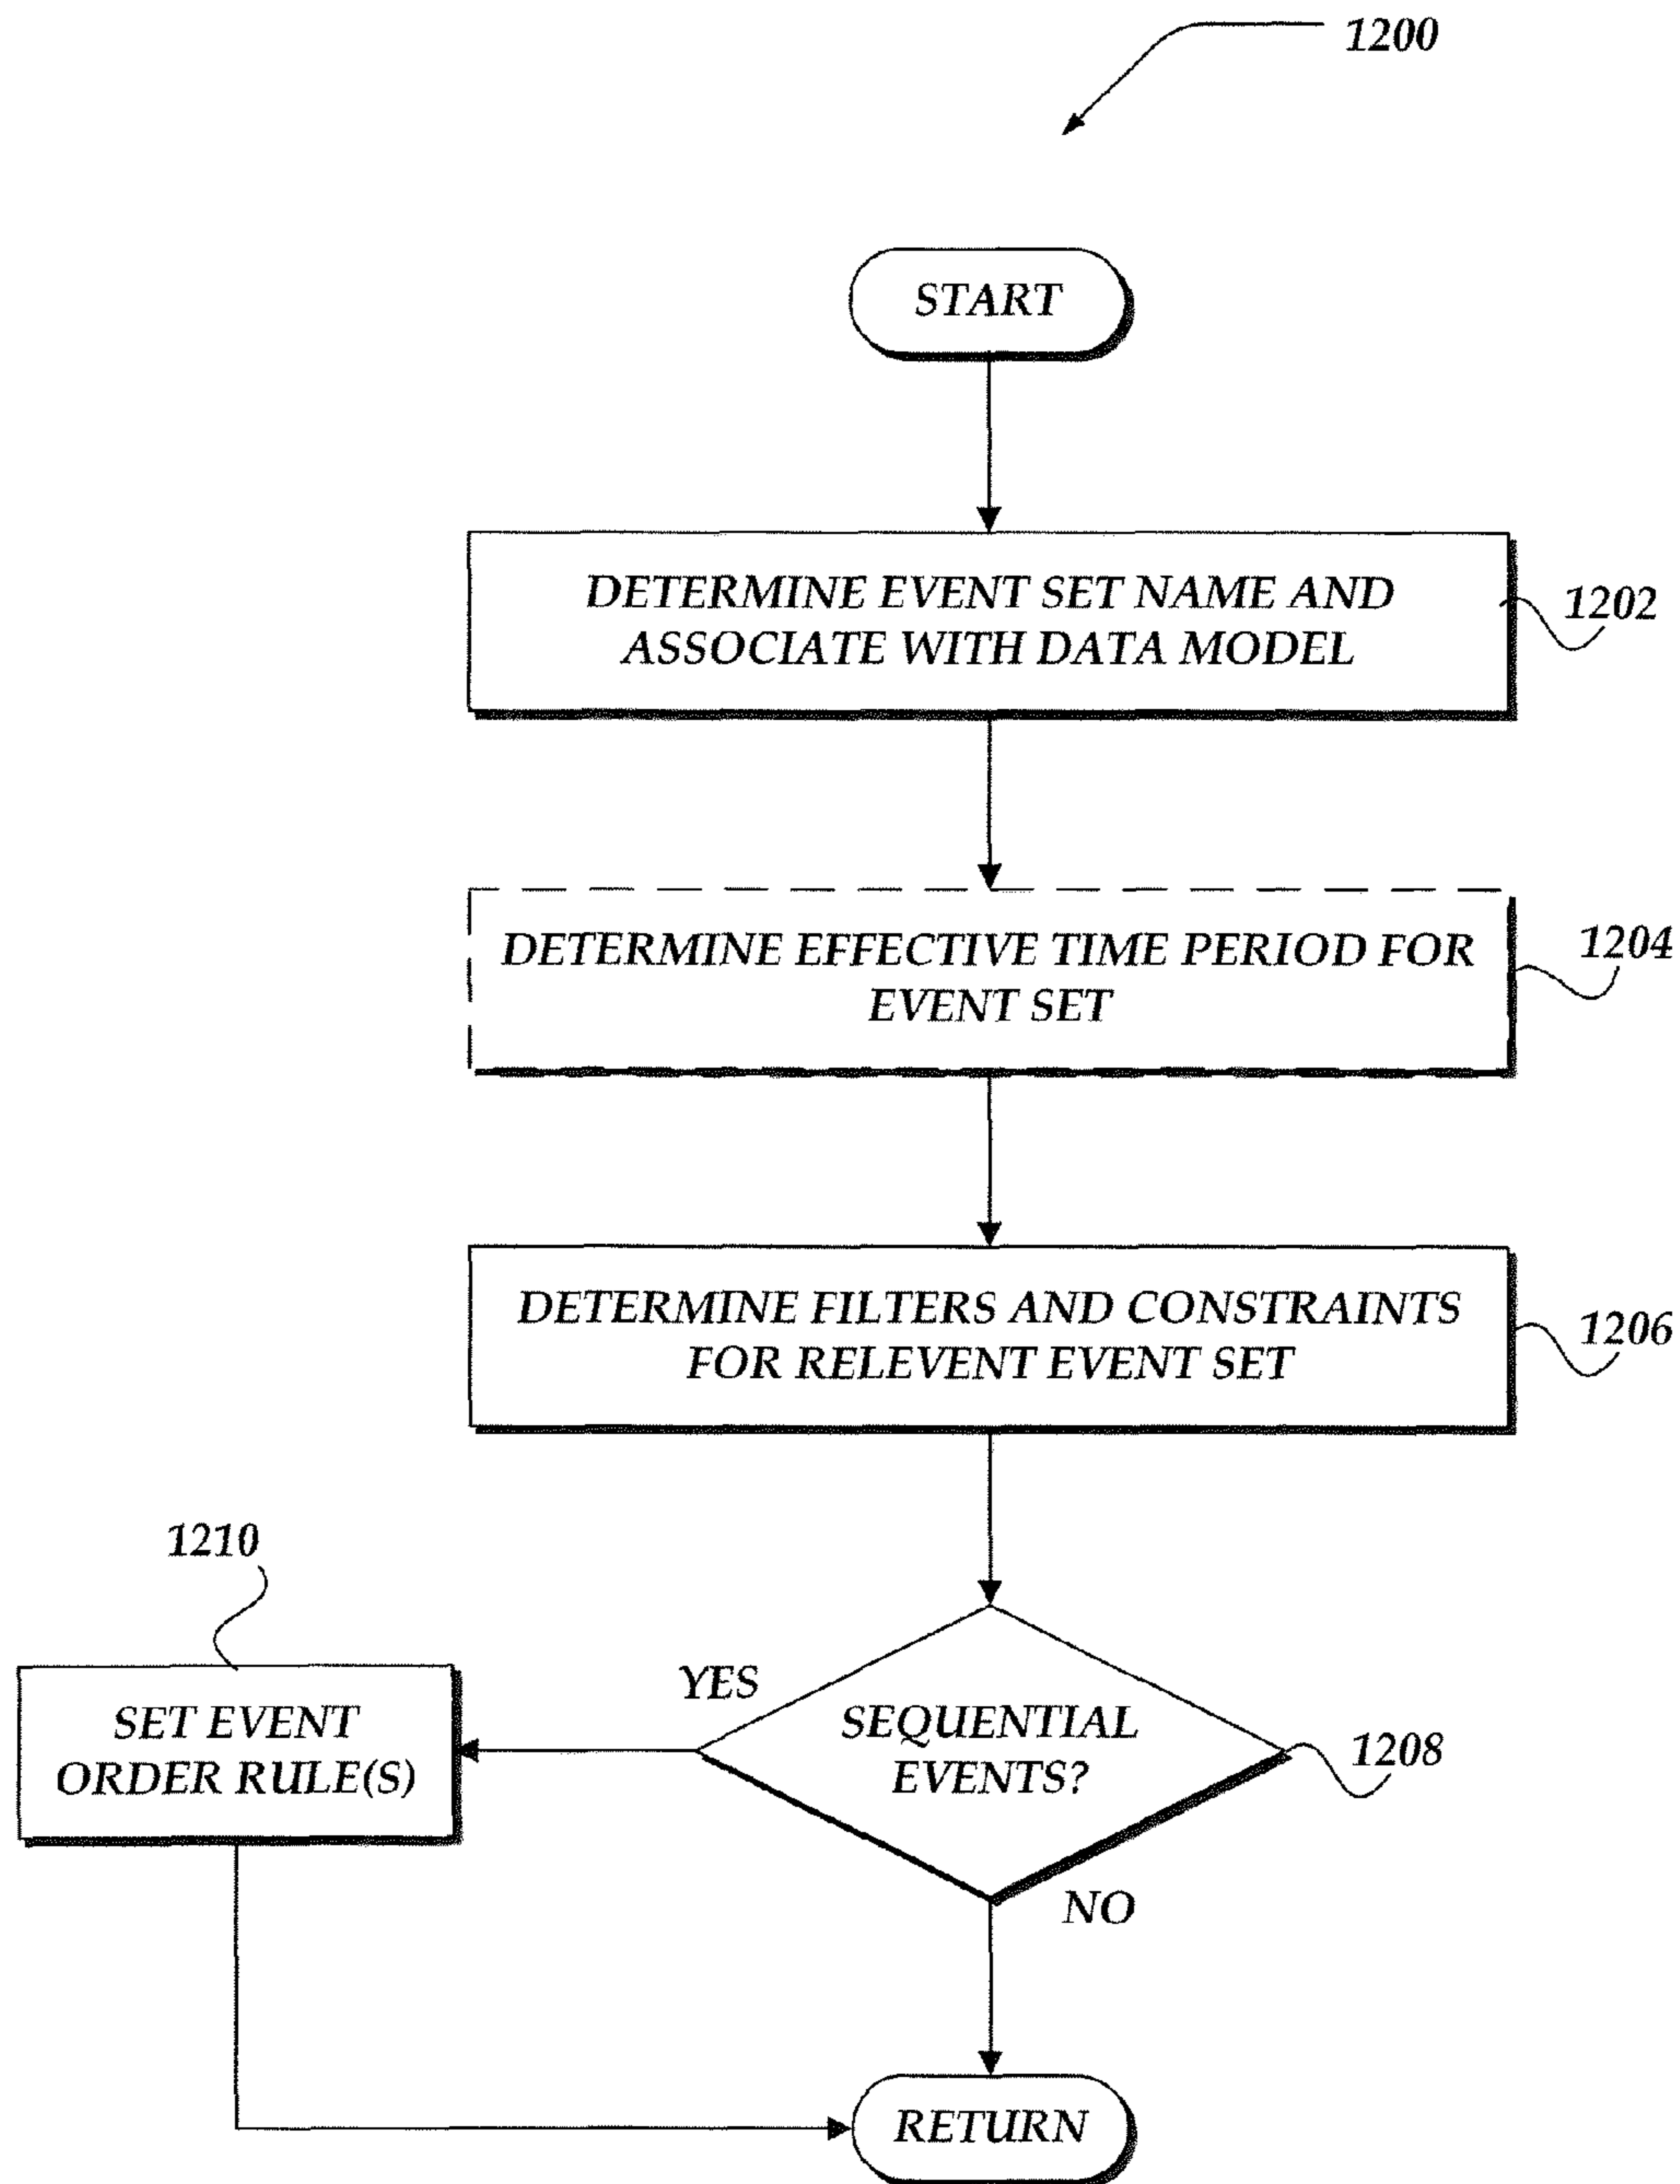 1200
START
DETERMINE EVENT SET NAME AND
ASSOCIATE WITH DATA MODEL
1202
DETERMINE EFFECTIVE TIME PERIOD FOR
EVENT SET
1204
DETERMINE FILTERS AND CONSTRAINTS
FOR RELEVENT EVENT SET
1206
1210
YES
SET EVENT
ORDER RULE(S)
SEQUENTIAL
EVENTS?
1208
NO
RETURN